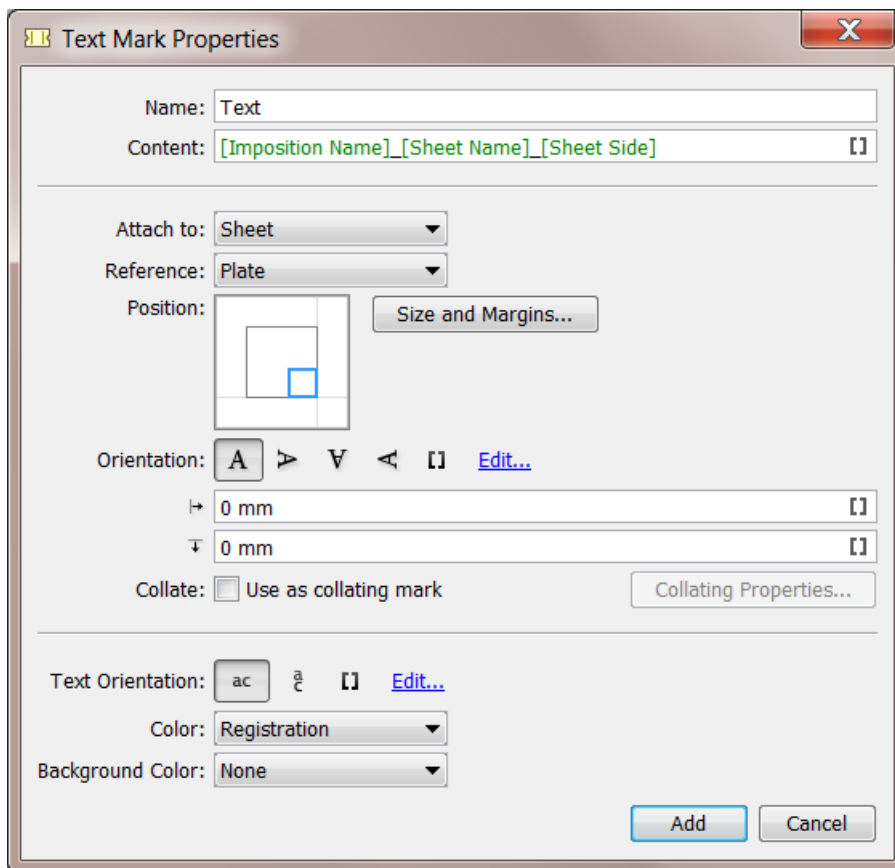 Text Mark Properties
Name: Text
Content: [Imposition Name]_[Sheet Name]_[Sheet Side] []
Attach to: Sheet
Reference: Plate
Position: Size and Margins...
Orientation: A A A A [] Edit...
0 mm []
0 mm []
Collate: Use as collating mark Collating Properties...
Text Orientation: ac ac [] Edit...
Color: Registration
Background Color: None
Add Cancel